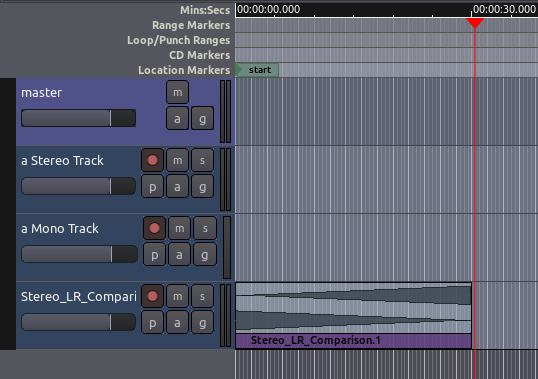 Mins:Secs 00:00:00.000 00:00:30.000
Range Markers
Loop/Punch Ranges
CD Markers
Location Markers start
master m
a g
a Stereo Track m s
p a g
a Mono Track m s
p a g
Stereo_LR_Compari m s
p a g
Stereo_LR_Comparison.1